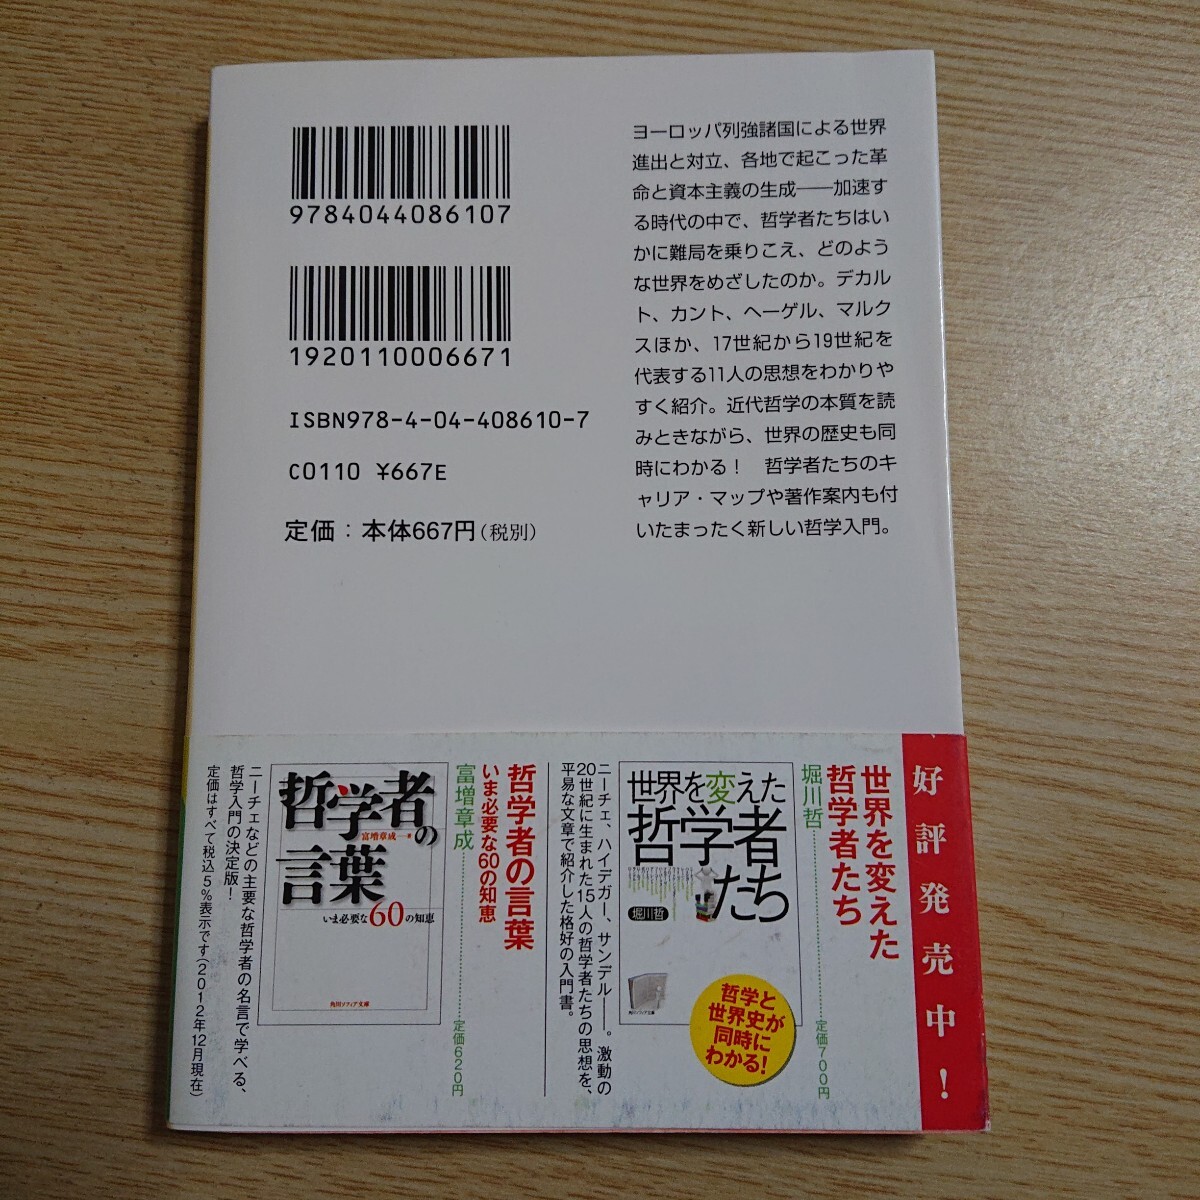 9784044086107
1920110006671
ISBN978-4-04-408610-7
C0110 ¥667E
定価：本体667円（税別）
ヨーロッパ列強諸国による世界
進出と対立、各地で起こった革
命と資本主義の生成──加速す
る時代の中で、哲学者たちはい
かに難局を乗りこえ、どのよう
な世界をめざしたのか。デカル
ト、カント、ヘーゲル、マルク
スほか、17世紀から19世紀を
代表する11人の思想をわかりや
すく紹介。近代哲学の本質を読
みときながら、世界の歴史も同
時にわかる！　哲学者たちのキ
ャリア・マップや著作案内も付
いたまったく新しい哲学入門。
好評発売中！
世界を変えた
哲学者たち
堀川哲………定価700円
世界を変えた
哲学者
たち
堀川哲
角川ソフィア文庫
哲学と
世界史が
同時に
わかる！
ニーチェ、ハイデガー、サンデル──。激動の
20世紀に生まれた15人の哲学者たちの思想を、
平易な文章で紹介した格好の入門書。
哲学者の言葉
いま必要な60の知恵
富増章成………定価620円
哲学者の
富増章成 著
言葉
いま必要な60の知恵
角川ソフィア文庫
ニーチェなどの主要な哲学者の名言で学べる、
哲学入門の決定版！
定価はすべて税込5%表示です（2012年12月現在）